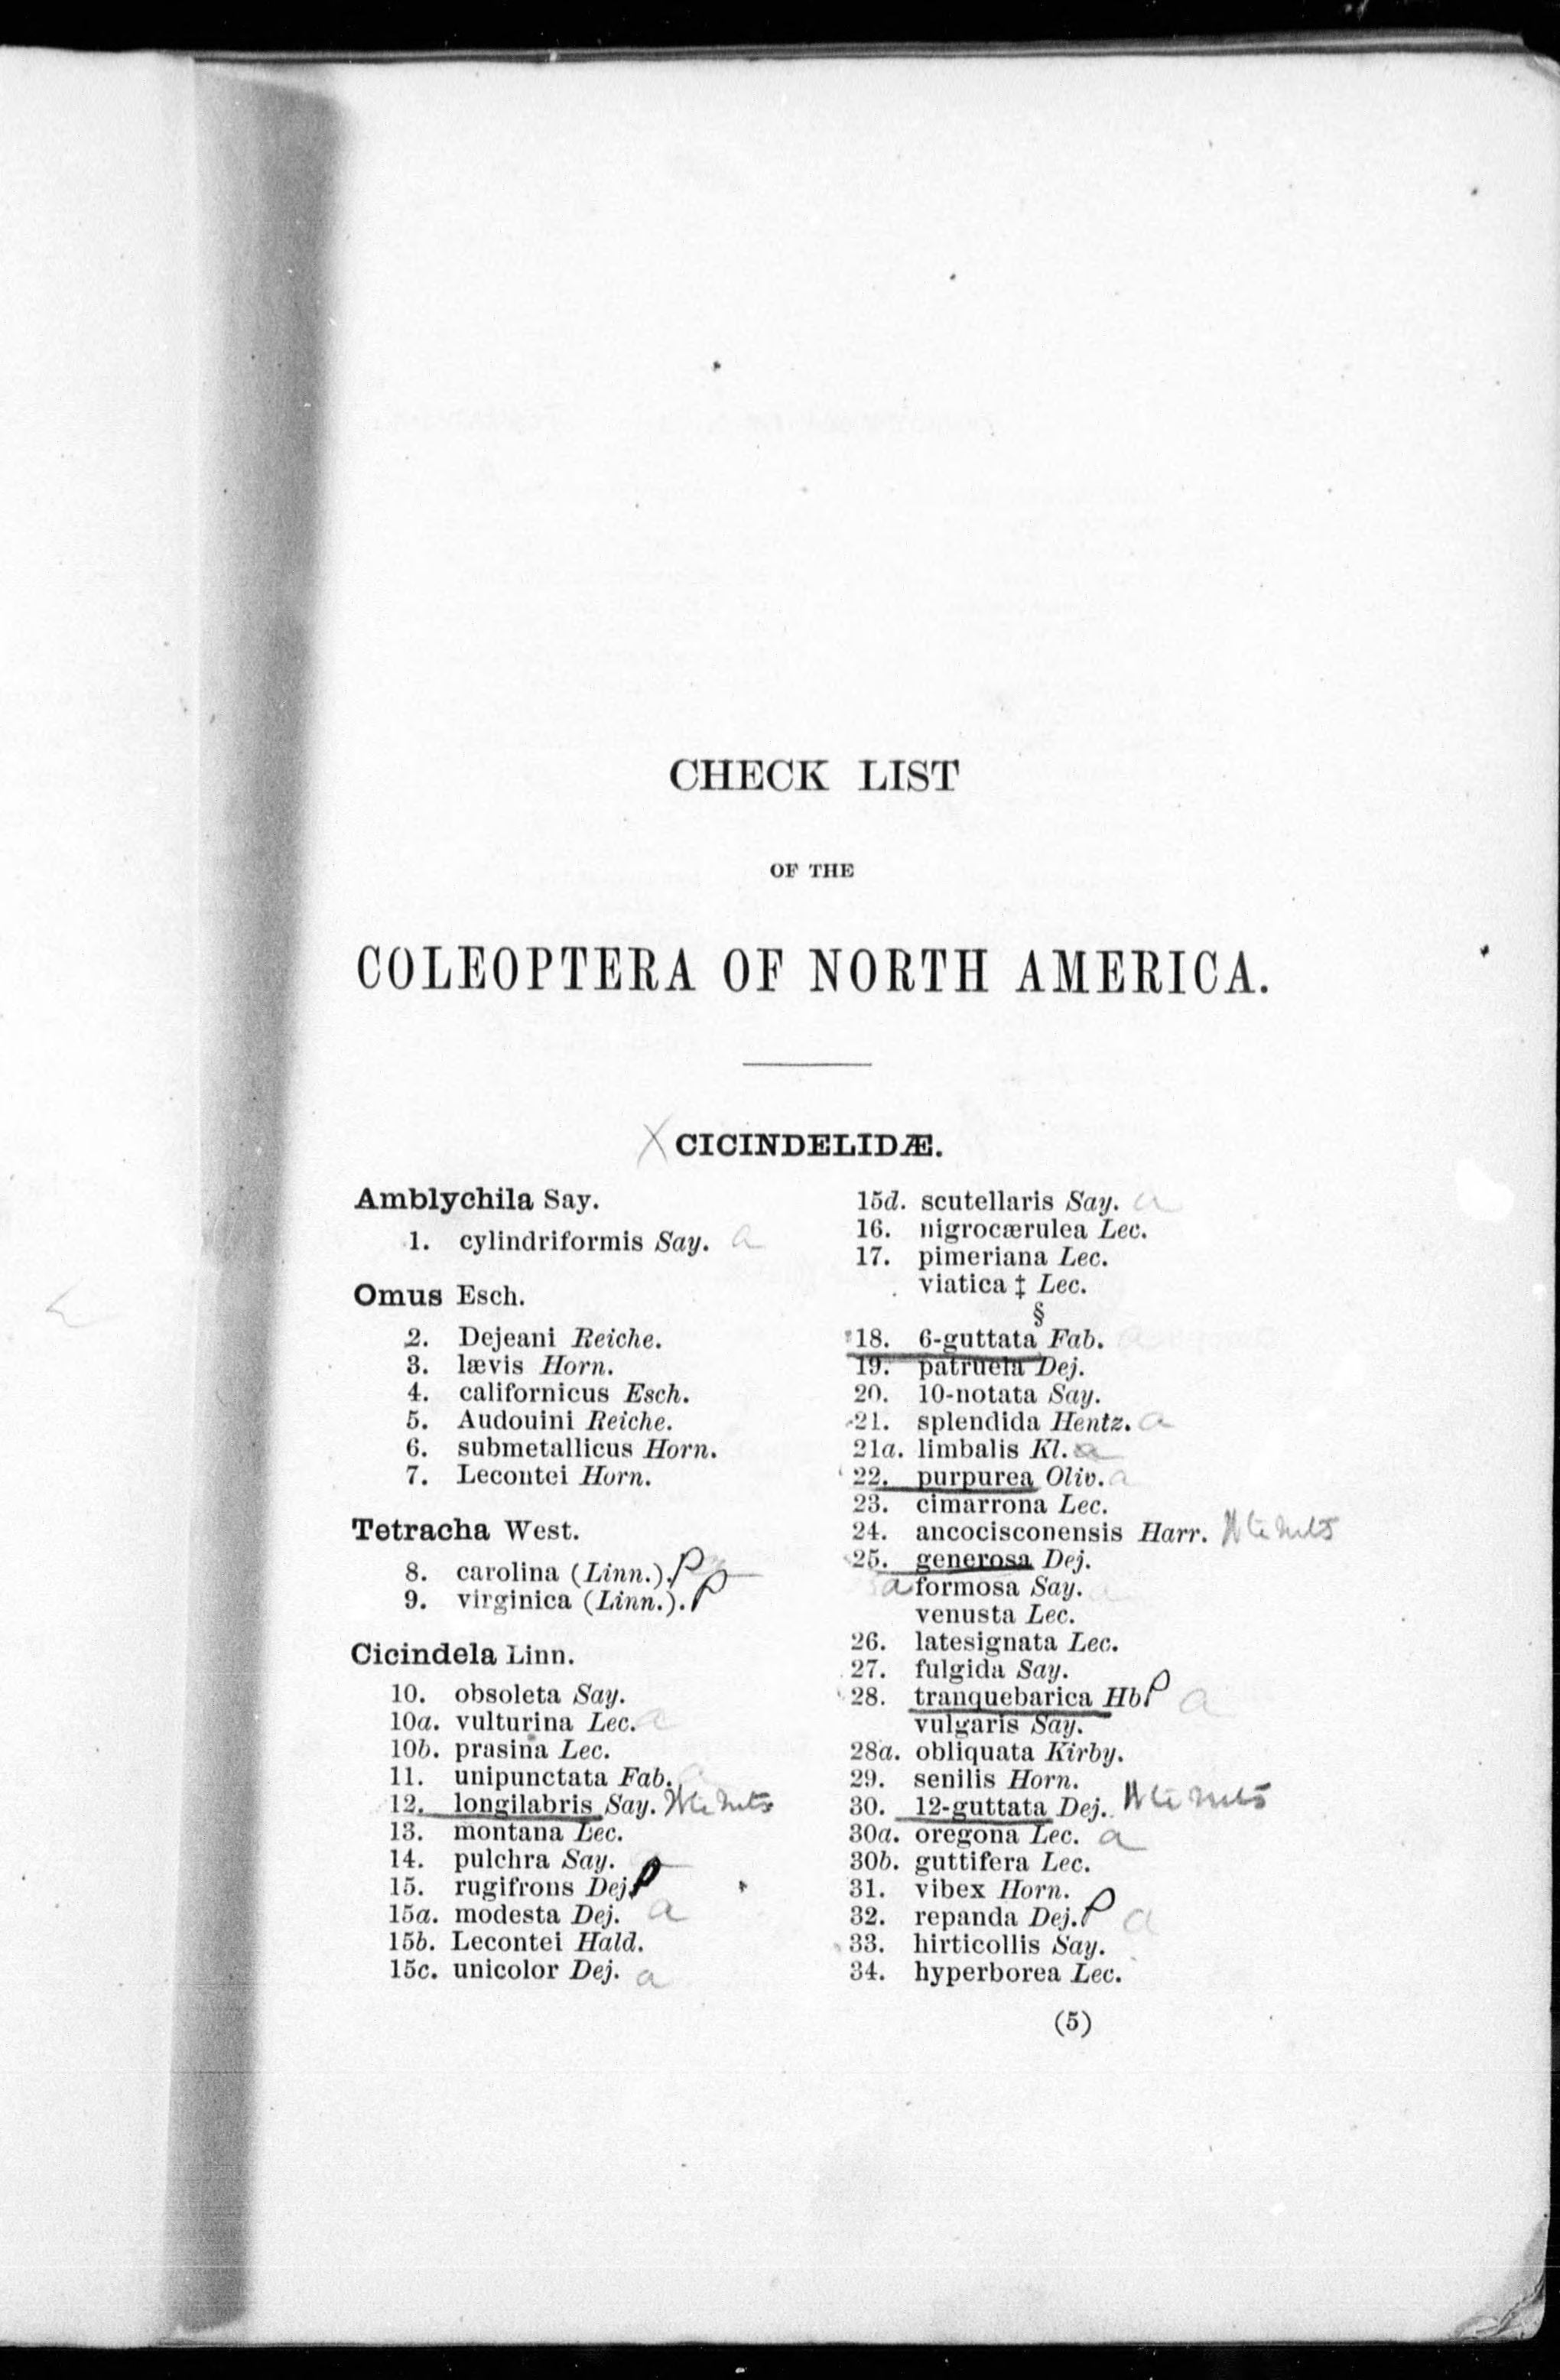 CHECK LIST
OF THE
COLEOPTERA OF NORTH AMERICA.
X CICINDELIDÆ.
Amblychila Say.
1. cylindriformis Say. a
Omus Esch.
2. Dejeani Reiche.
3. lævis Horn.
4. californicus Esch.
5. Audouini Reiche.
6. submetallicus Horn.
7. Lecontei Horn.
Tetracha West.
8. carolina (Linn.). P
9. virginica (Linn.). P
Cicindela Linn.
10. obsoleta Say.
10a. vulturina Lec. a
10b. prasina Lec.
11. unipunctata Fab.
12. longilabris Say. Wte Mts
13. montana Lec.
14. pulchra Say.
15. rugifrons Dej. P
15a. modesta Dej. a
15b. Lecontei Hald.
15c. unicolor Dej. a
15d. scutellaris Say. a
16. nigrocærulea Lec.
17. pimeriana Lec.
viatica ‡ Lec.
§
18. 6-guttata Fab. a
19. patruela Dej.
20. 10-notata Say.
21. splendida Hentz. a
21a. limbalis Kl. a
22. purpurea Oliv. a
23. cimarrona Lec.
24. ancocisconensis Harr. Wte Mts
25. generosa Dej.
a formosa Say. a
venusta Lec.
26. latesignata Lec.
27. fulgida Say.
28. tranquebarica Hb P a
vulgaris Say.
28a. obliquata Kirby.
29. senilis Horn.
30. 12-guttata Dej. Wte Mts
30a. oregona Lec. a
30b. guttifera Lec.
31. vibex Horn.
32. repanda Dej. P a
33. hirticollis Say.
34. hyperborea Lec.
(5)